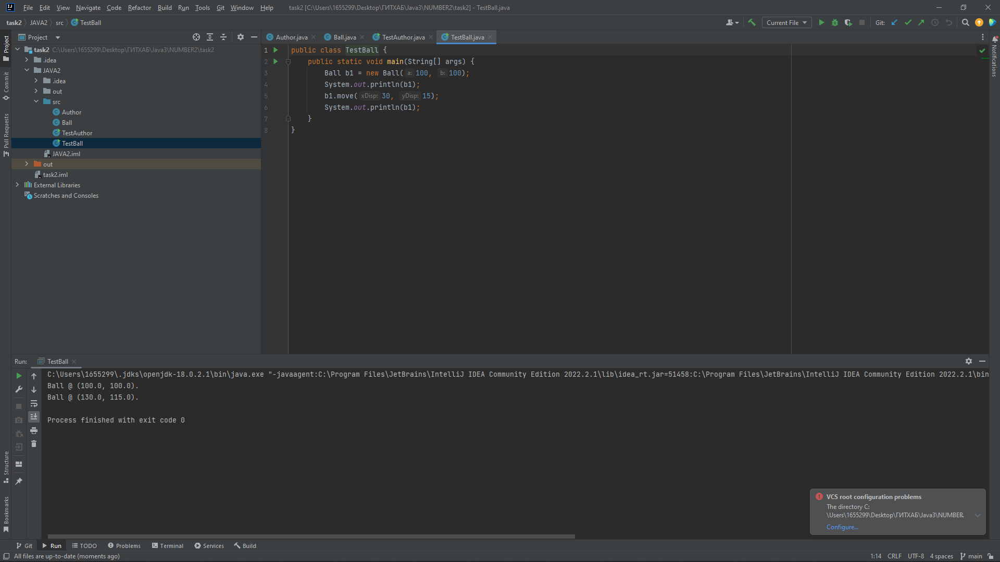 File Edit View Navigate Code Refactor Build Run Tools Git Window Help task2 [C:\Users\1655299\Desktop\ГИТХАБ\Java3\NUMBER2\task2] - TestBall.java
task2 JAVA2 src TestBall
Current File
Git:
Project
Author.java
Ball.java
TestAuthor.java
TestBall.java
task2 C:\Users\1655299\Desktop\ГИТХАБ\Java3\NUMBER2\task2
.idea
JAVA2
.idea
out
src
Author
Ball
TestAuthor
TestBall
JAVA2.iml
out
task2.iml
External Libraries
Scratches and Consoles
1 public class TestBall {
2 public static void main(String[] args) {
3 Ball b1 = new Ball( a: 100, b: 100);
4 System.out.println(b1);
5 b1.move( xDisp: 30, yDisp: 15);
6 System.out.println(b1);
7 }
8 }
Project
Commit
Pull Requests
Structure
Bookmarks
Notifications
Run: TestBall
C:\Users\1655299\.jdks\openjdk-18.0.2.1\bin\java.exe "-javaagent:C:\Program Files\JetBrains\IntelliJ IDEA Community Edition 2022.2.1\lib\idea_rt.jar=51458:C:\Program Files\JetBrains\IntelliJ IDEA Community Edition 2022.2.1\bin
Ball @ (100.0, 100.0).
Ball @ (130.0, 115.0).
Process finished with exit code 0
VCS root configuration problems
The directory C:
\Users\1655299\Desktop\ГИТХАБ\Java3\NUMBER.
Configure...
Git Run TODO Problems Terminal Services Build
All files are up-to-date (moments ago)
1:14 CRLF UTF-8 4 spaces main